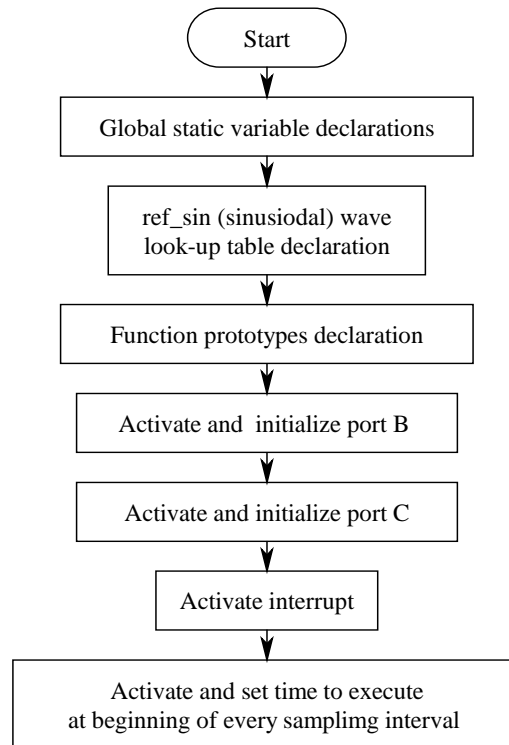 Start
Global static variable declarations
ref_sin (sinusiodal) wave
look-up table declaration
Function prototypes declaration
Activate and  initialize port B
Activate and initialize port C
Activate interrupt
Activate and set time to execute
at beginning of every samplimg interval